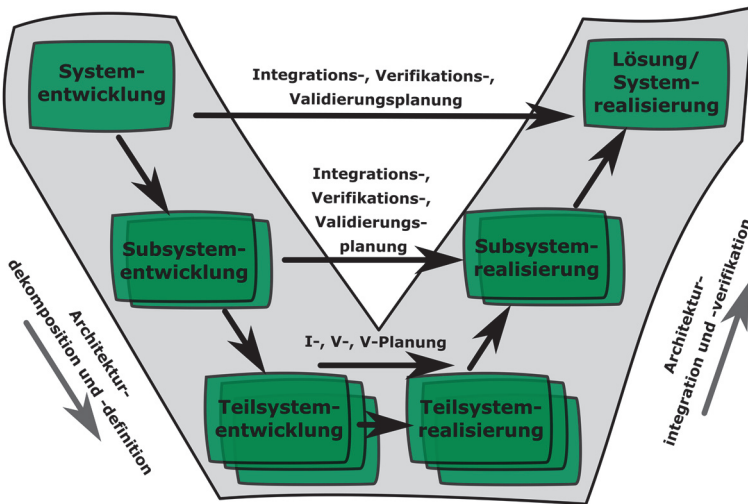 System-
entwicklung
Integrations-, Verifikations-,
Validierungsplanung
Lösung/
System-
realisierung
Integrations-,
Verifikations-,
Validierungs-
planung
Subsystem-
entwicklung
Subsystem-
realisierung
I-, V-, V-Planung
Teilsystem-
entwicklung
Teilsystem-
realisierung
Architektur-
dekomposition und -definition
Architektur-
integration und -verifikation